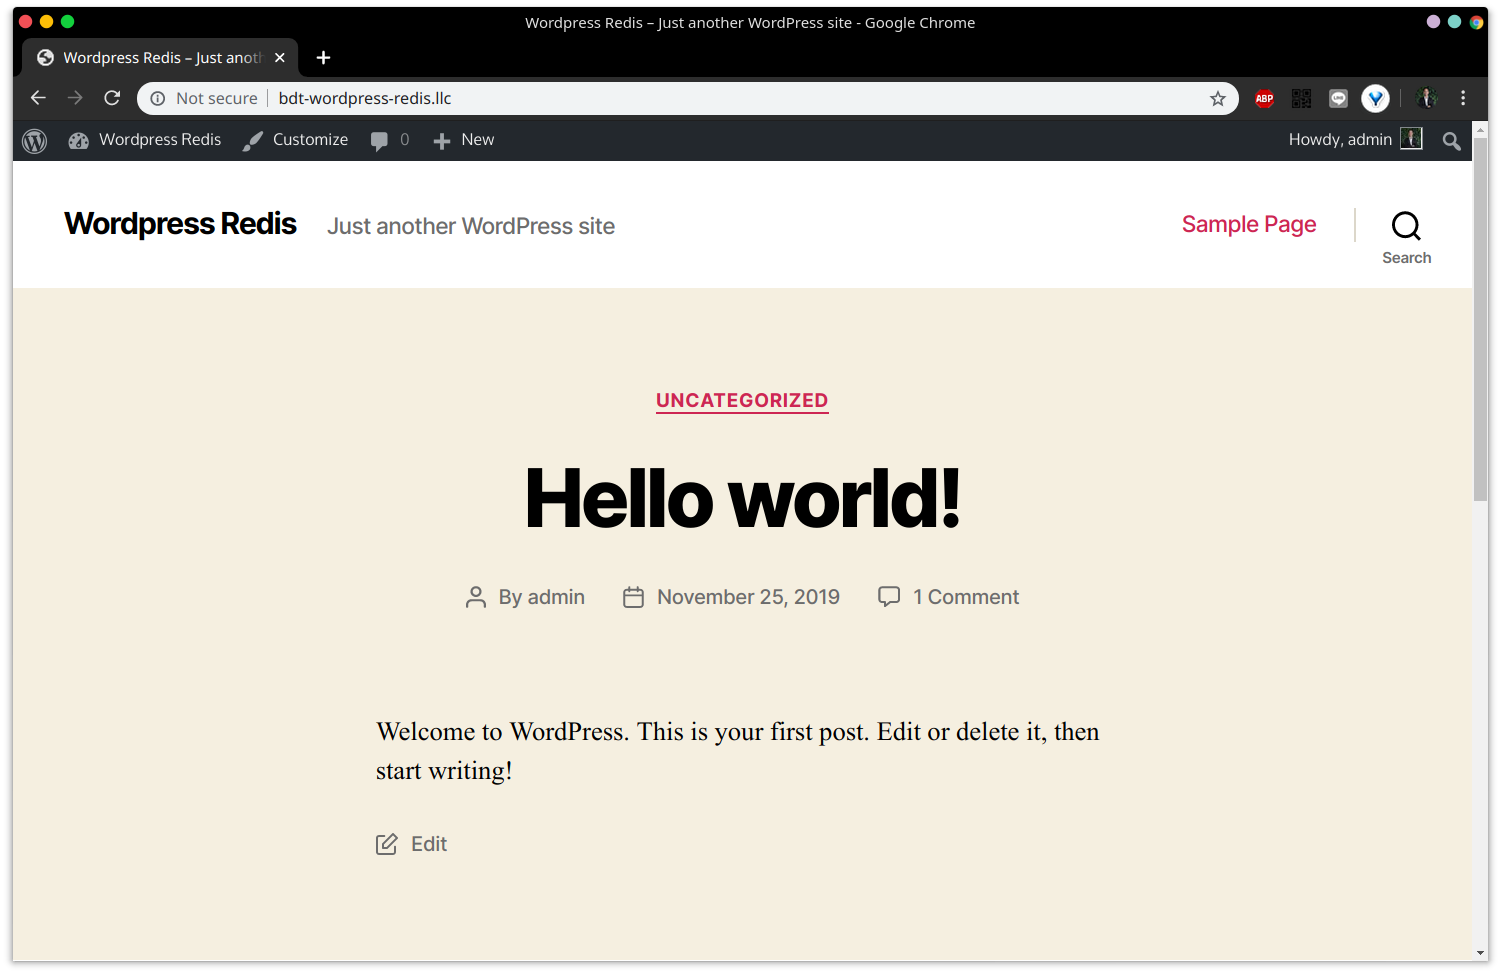 Wordpress Redis – Just another WordPress site - Google Chrome
Wordpress Redis – Just anoth
Not secure bdt-wordpress-redis.llc
ABP
LINE
Wordpress Redis Customize 0 New Howdy, admin
Wordpress Redis Just another WordPress site Sample Page
Search
UNCATEGORIZED
Hello world!
By admin November 25, 2019 1 Comment
Welcome to WordPress. This is your first post. Edit or delete it, then
start writing!
Edit